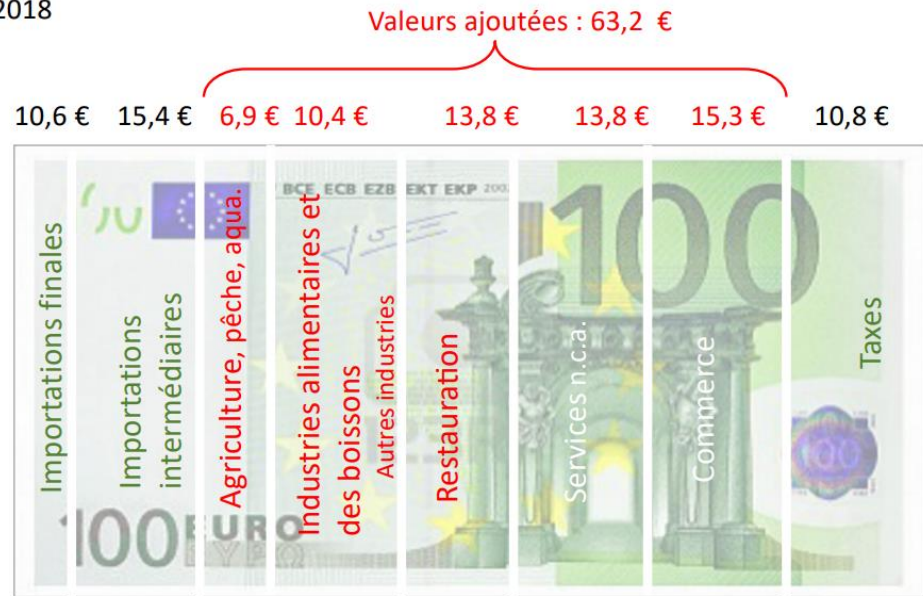 2018
Valeurs ajoutées : 63,2 €
10,6 € 15,4 € 6,9 € 10,4 € 13,8 € 13,8 € 15,3 € 10,8 €
BCE ECB EZB EKT EKP 200
100
Importations finales
Importations
intermédiaires
Agriculture, pêche, aqua.
Industries alimentaires et
des boissons
Autres industries
Restauration
Services n.c.a.
Commerce
Taxes
100 EURO
ΕΥΡΩ